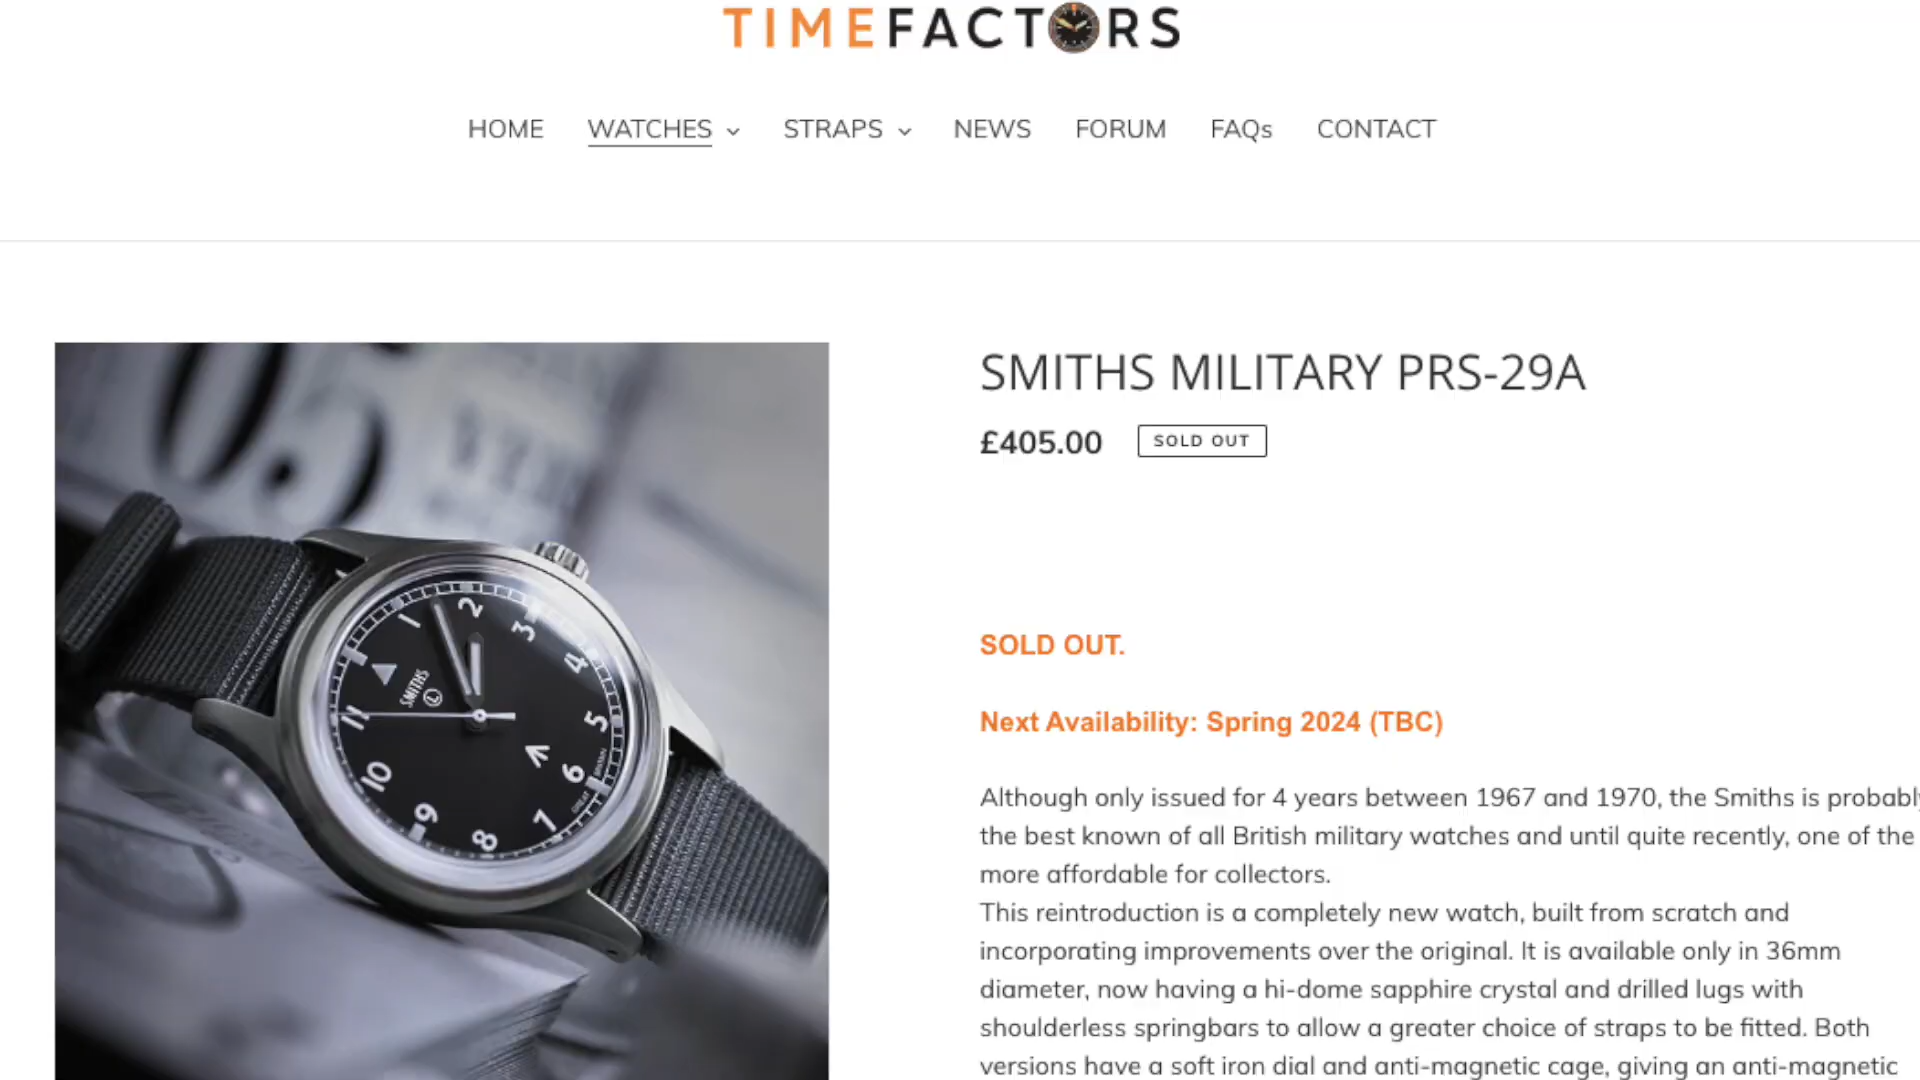 TIMEFACTORS
HOME WATCHES STRAPS NEWS FORUM FAQs CONTACT
05
SMITHS
L
1
2
3
4
5
6
7
8
9
10
11
GREAT BRITAIN
SMITHS MILITARY PRS-29A
£405.00 SOLD OUT
SOLD OUT.
Next Availability: Spring 2024 (TBC)
Although only issued for 4 years between 1967 and 1970, the Smiths is probably
the best known of all British military watches and until quite recently, one of the
more affordable for collectors.
This reintroduction is a completely new watch, built from scratch and
incorporating improvements over the original. It is available only in 36mm
diameter, now having a hi-dome sapphire crystal and drilled lugs with
shoulderless springbars to allow a greater choice of straps to be fitted. Both
versions have a soft iron dial and anti-magnetic cage, giving an anti-magnetic